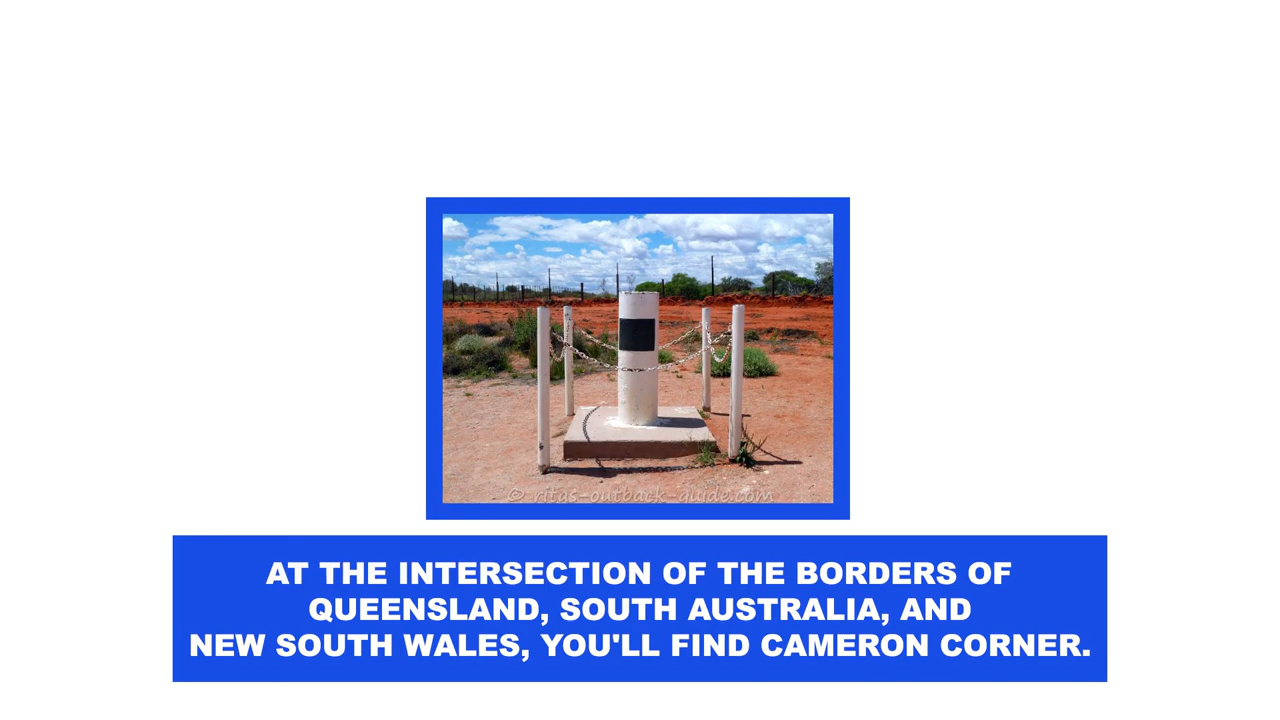 © ritas-outback-guide.com
AT THE INTERSECTION OF THE BORDERS OF
QUEENSLAND, SOUTH AUSTRALIA, AND
NEW SOUTH WALES, YOU'LL FIND CAMERON CORNER.